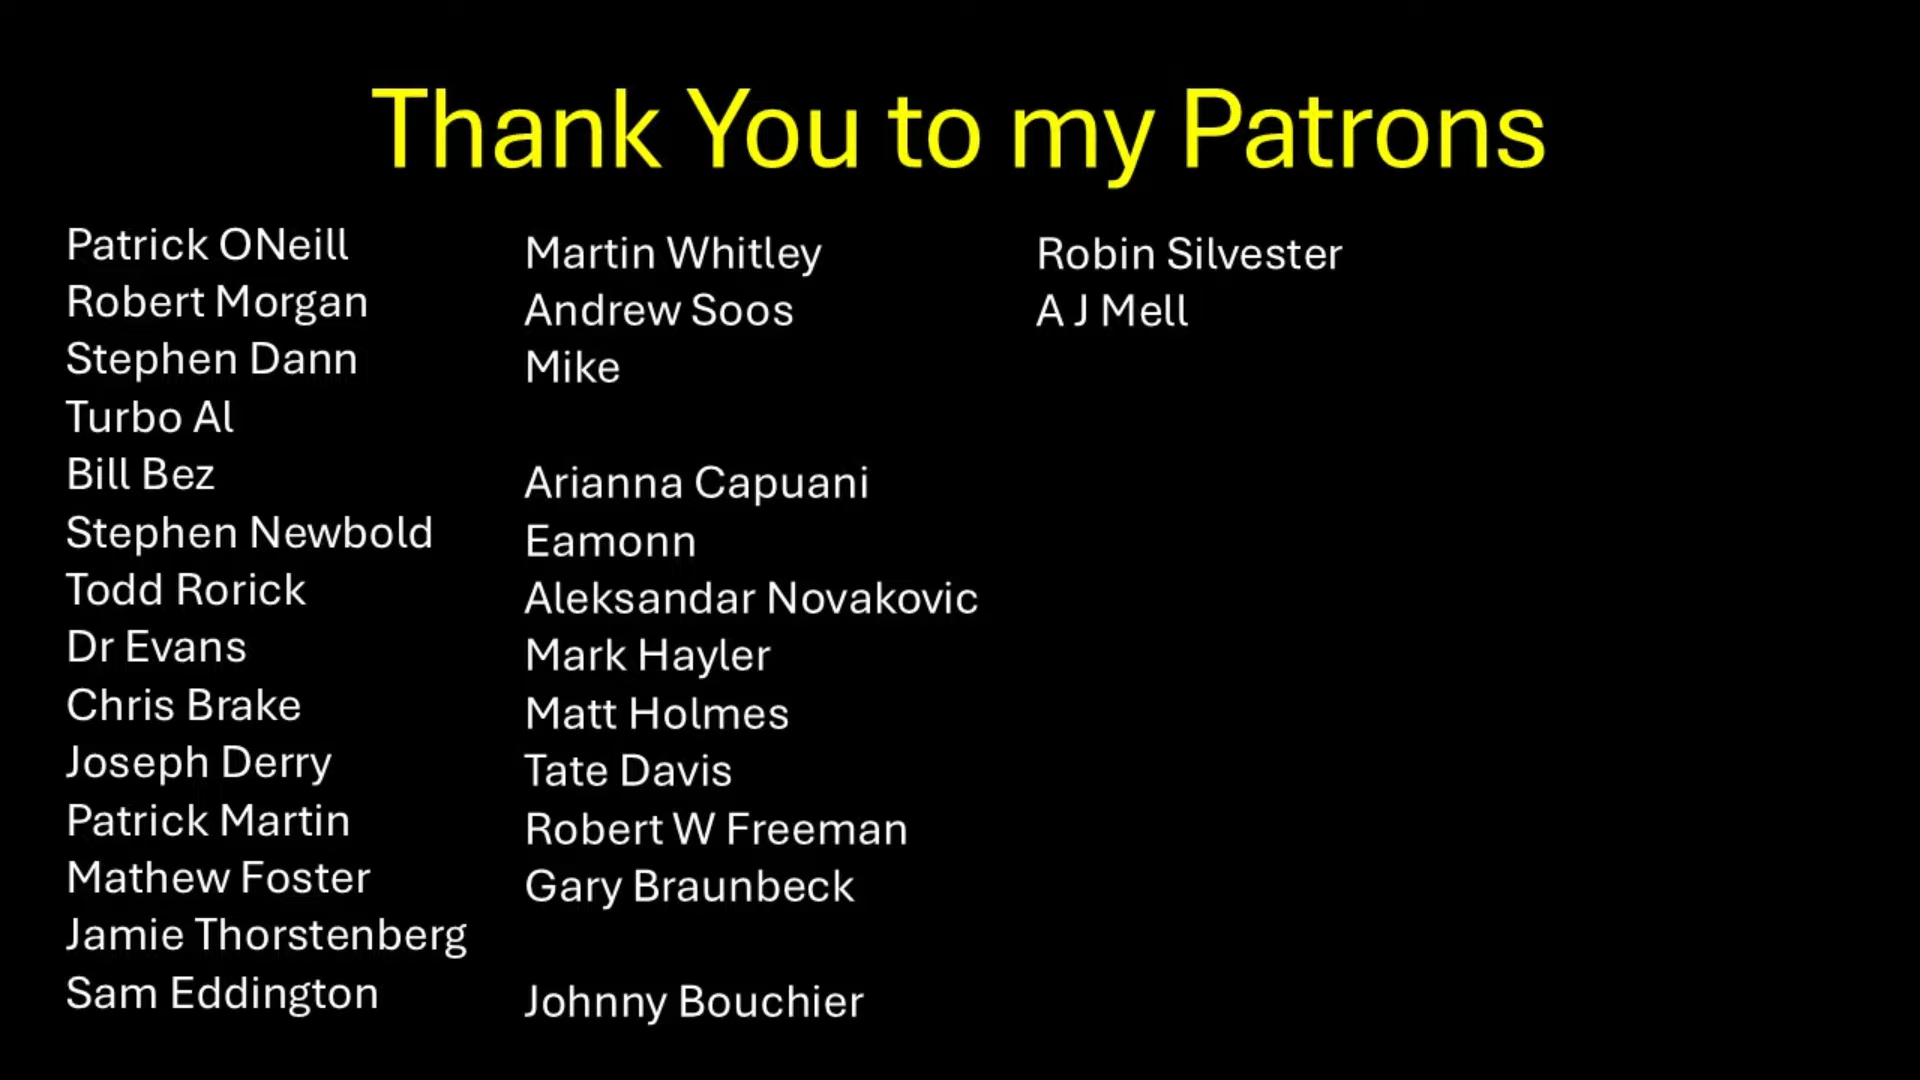 Thank You to my Patrons
Patrick ONeill
Robert Morgan
Stephen Dann
Turbo Al
Bill Bez
Stephen Newbold
Todd Rorick
Dr Evans
Chris Brake
Joseph Derry
Patrick Martin
Mathew Foster
Jamie Thorstenberg
Sam Eddington
Martin Whitley
Andrew Soos
Mike
Arianna Capuani
Eamonn
Aleksandar Novakovic
Mark Hayler
Matt Holmes
Tate Davis
Robert W Freeman
Gary Braunbeck
Johnny Bouchier
Robin Silvester
A J Mell